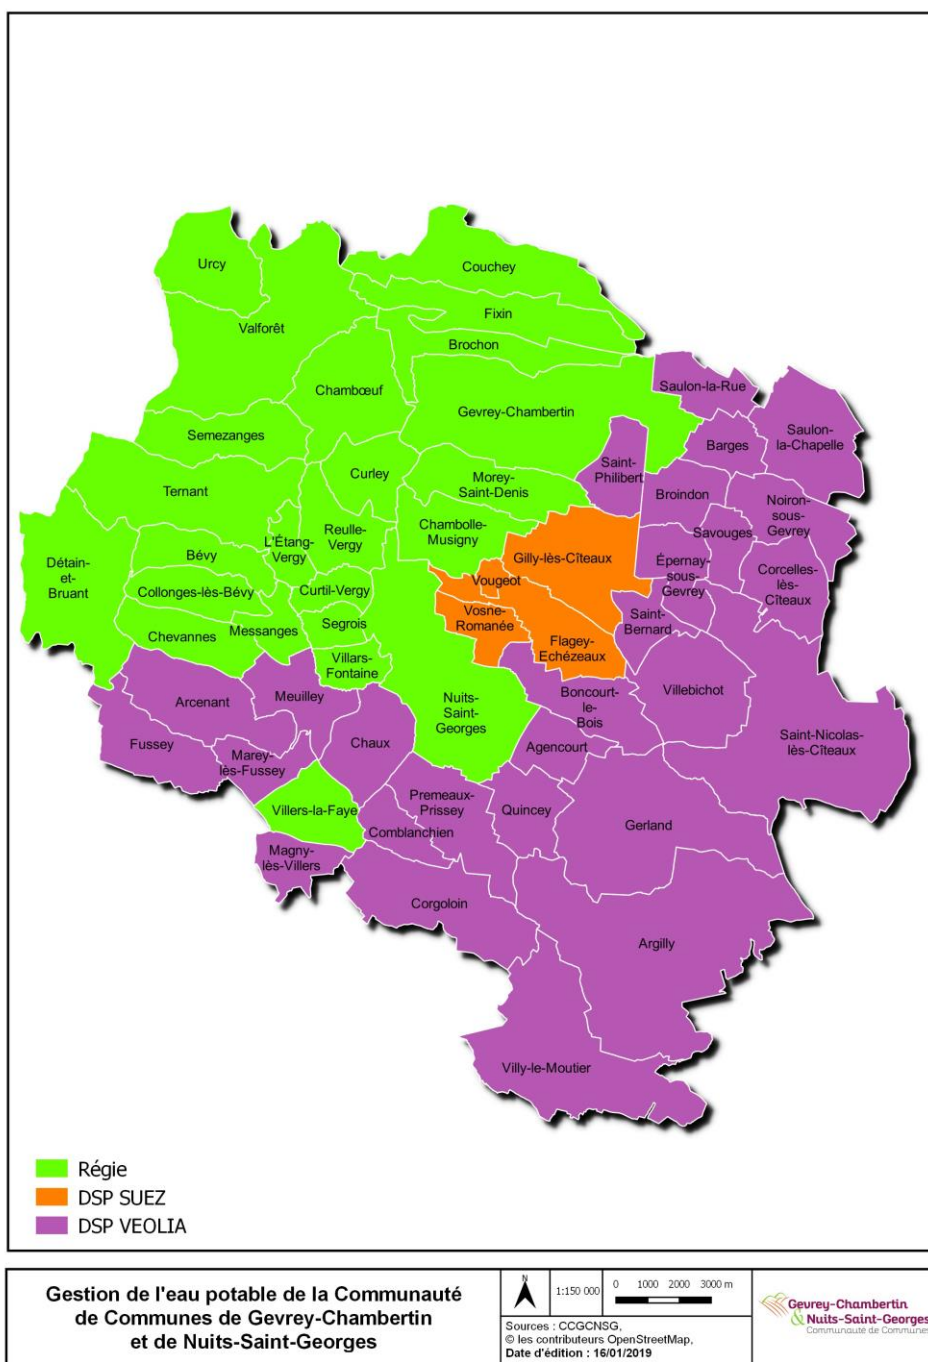 Urcy
Couchey
Fixin
Valforêt
Brochon
Saulon-la-Rue
Chambœuf
Gevrey-Chambertin
Saulon-
la-Chapelle
Semezanges
Barges
Saint-
Philibert
Curley
Morey-
Saint-Denis
Ternant
Broindon
Noiron-
sous-
Gevrey
Chambolle-
Musigny
Reulle-
Vergy
Savouges
L'Étang-
Vergy
Bévy
Gilly-lès-Cîteaux
Épernay-
sous-
Gevrey
Détain-
et-
Bruant
Corcelles-
lès-
Cîteaux
Vougeot
Collonges-lès-Bévy
Curtil-Vergy
Vosne-
Romanée
Saint-
Bernard
Segrois
Messanges
Chevannes
Flagey-
Echézeaux
Villars-
Fontaine
Villebichot
Boncourt-
le-
Bois
Meuilley
Arcenant
Nuits-
Saint-
Georges
Saint-Nicolas-
lès-Cîteaux
Fussey
Chaux
Agencourt
Marey-
lès-Fussey
Premeaux-
Prissey
Villers-la-Faye
Quincey
Gerland
Comblanchien
Magny-
lès-Villers
Corgoloin
Argilly
Villy-le-Moutier
Régie
DSP SUEZ
DSP VEOLIA
Gestion de l'eau potable de la Communauté
de Communes de Gevrey-Chambertin
et de Nuits-Saint-Georges
N
1:150 000
0 1000 2000 3000 m
Sources : CCGCNSG,
© les contributeurs OpenStreetMap,
Date d'édition : 16/01/2019
Gevrey-Chambertin
& Nuits-Saint-Georges
Communauté de Communes